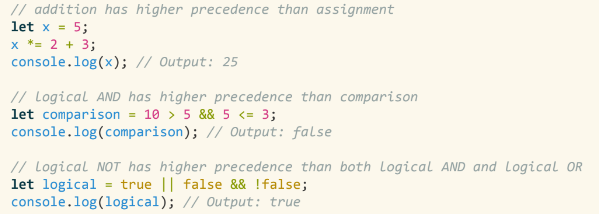 // addition has higher precedence than assignment
let x = 5;
x *= 2 + 3;
console.log(x); // Output: 25
// logical AND has higher precedence than comparison
let comparison = 10 > 5 && 5 <= 3;
console.log(comparison); // Output: false
// logical NOT has higher precedence than both logical AND and logical OR
let logical = true || false && !false;
console.log(logical); // Output: true